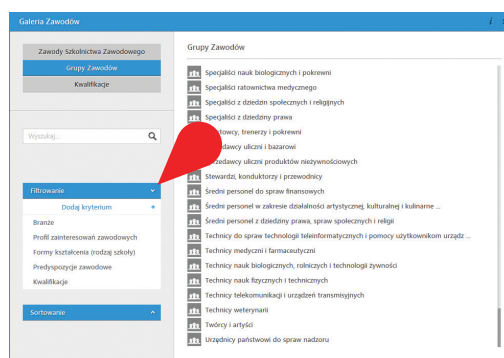 Galeria Zawodów
i
Zawody Szkolnictwa Zawodowego
Grupy Zawodów
Kwalifikacje
Wyszukaj...
Filtrowanie
Dodaj kryterium
Branże
Profil zainteresowań zawodowych
Formy kształcenia (rodzaj szkoły)
Predyspozycje zawodowe
Kwalifikacje
Sortowanie
Grupy Zawodów
Specjaliści nauk biologicznych i pokrewni
Specjaliści ratownictwa medycznego
Specjaliści z dziedzin społecznych i religijnych
Specjaliści z dziedziny prawa
trenerzy i pokrewni
uliczni i bazarowi
uliczni produktów nieżywnościowych
Stewardzi, konduktorzy i przewodnicy
Średni personel do spraw finansowych
Średni personel w zakresie działalności artystycznej, kulturalnej i kulinarne ...
Średni personel z dziedziny prawa, spraw społecznych i religii
Technicy do spraw technologii teleinformatycznych i pomocy użytkownikom urządz ...
Technicy medyczni i farmaceutyczni
Technicy nauk biologicznych, rolniczych i technologii żywności
Technicy nauk fizycznych i technicznych
Technicy telekomunikacji i urządzeń transmisyjnych
Technicy weterynarii
Twórcy i artyści
Urzędnicy państwowi do spraw nadzoru